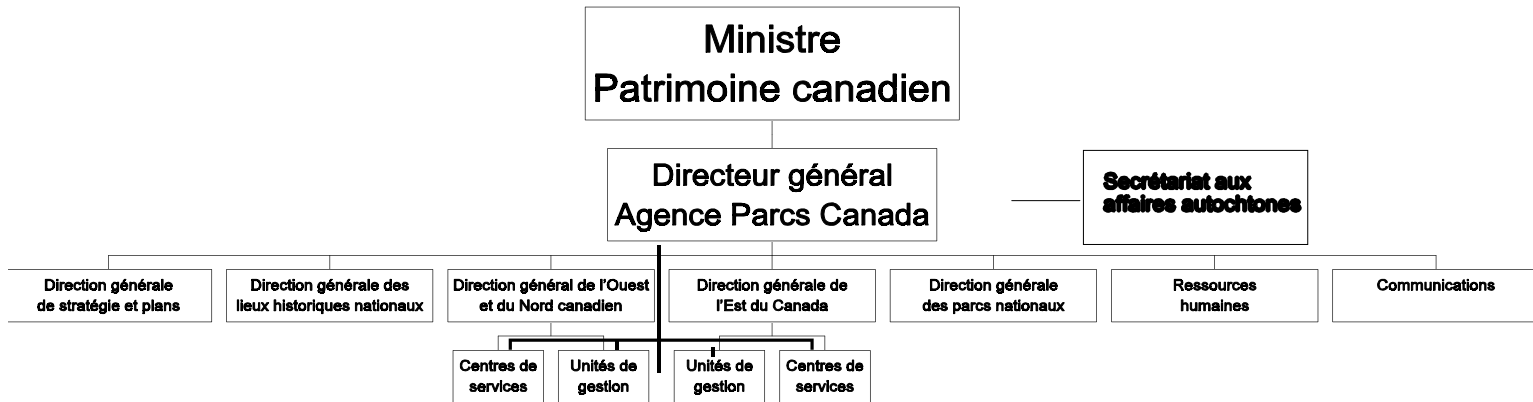 Ministre
Patrimoine canadien
Directeur général
Agence Parcs Canada
Secrétariat aux
affaires autochtones
Direction générale
de stratégie et plans
Direction générale des
lieux historiques nationaux
Direction général de l'Ouest
et du Nord canadien
Direction générale de
l'Est du Canada
Direction générale
des parcs nationaux
Ressources
humaines
Communications
Centres de
services
Unités de
gestion
Unités de
gestion
Centres de
services